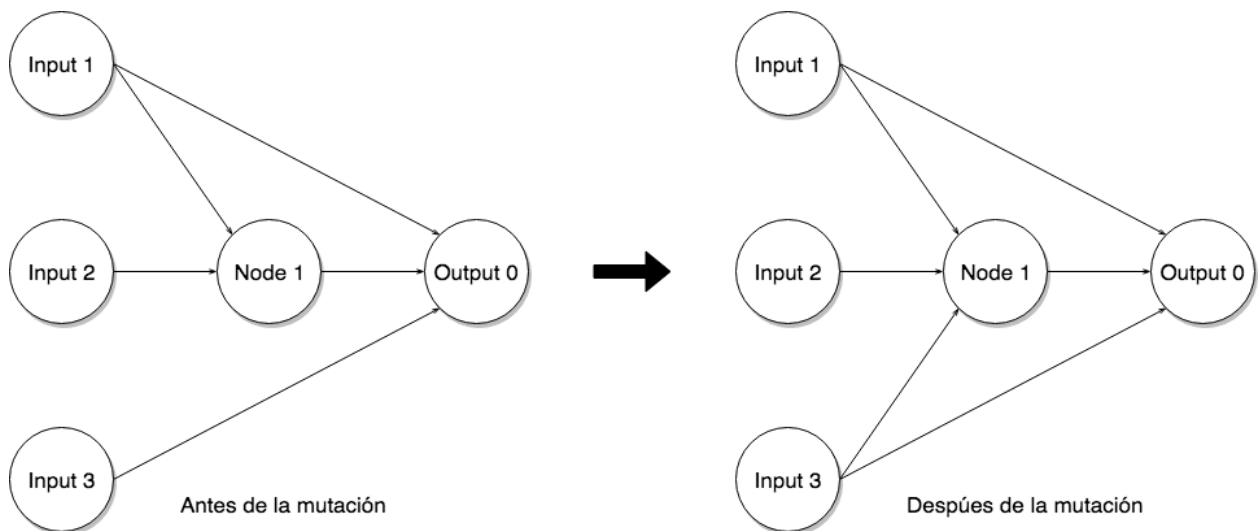 Input 1
Input 1
Input 2
Node 1
Output 0
Input 2
Node 1
Output 0
Input 3
Input 3
Antes de la mutación
Despúes de la mutación